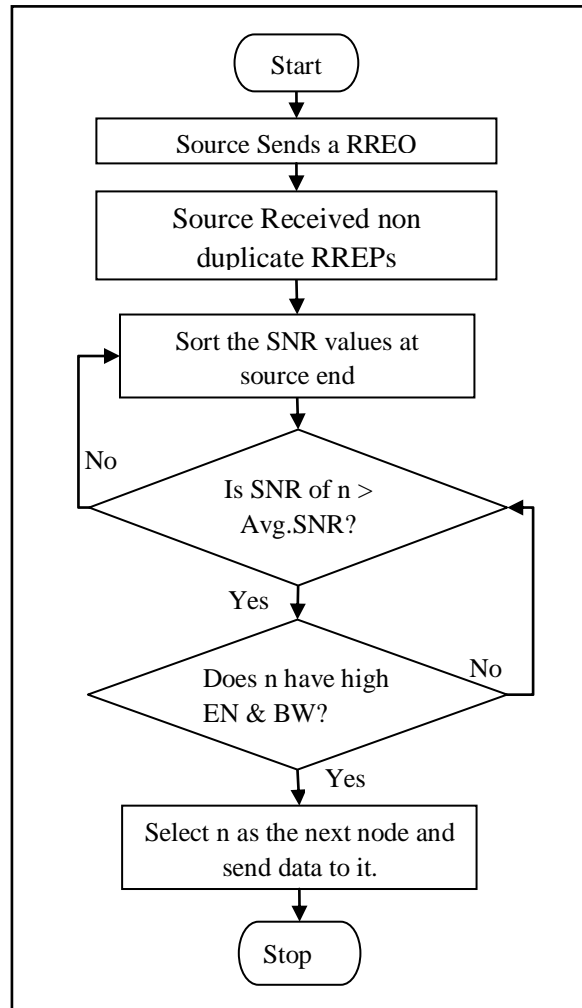 Start
Source Sends a RREO
Source Received non
duplicate RREPs
Sort the SNR values at
source end
No
Is SNR of n >
Avg.SNR?
Yes
Does n have high
EN & BW?
No
Yes
Select n as the next node and
send data to it.
Stop